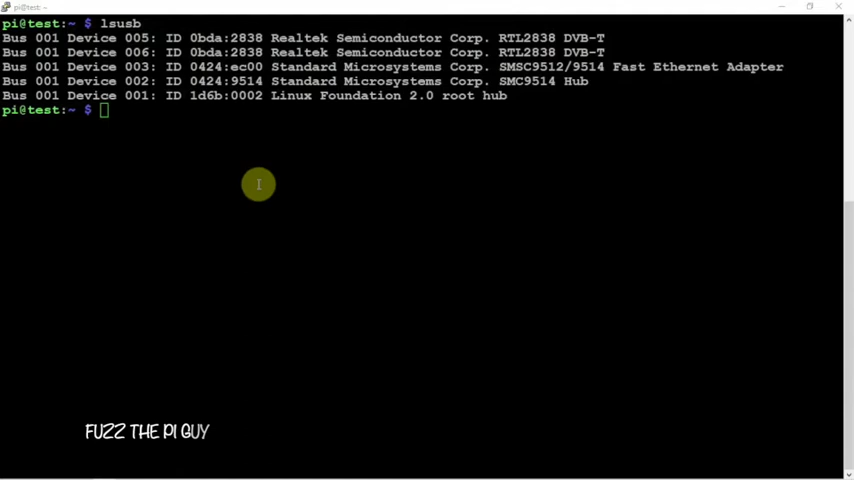 pi@test: ~
pi@test:~ $ lsusb
Bus 001 Device 005: ID 0bda:2838 Realtek Semiconductor Corp. RTL2838 DVB-T
Bus 001 Device 006: ID 0bda:2838 Realtek Semiconductor Corp. RTL2838 DVB-T
Bus 001 Device 003: ID 0424:ec00 Standard Microsystems Corp. SMSC9512/9514 Fast Ethernet Adapter
Bus 001 Device 002: ID 0424:9514 Standard Microsystems Corp. SMC9514 Hub
Bus 001 Device 001: ID 1d6b:0002 Linux Foundation 2.0 root hub
pi@test:~ $
FUZZ THE PI GUY